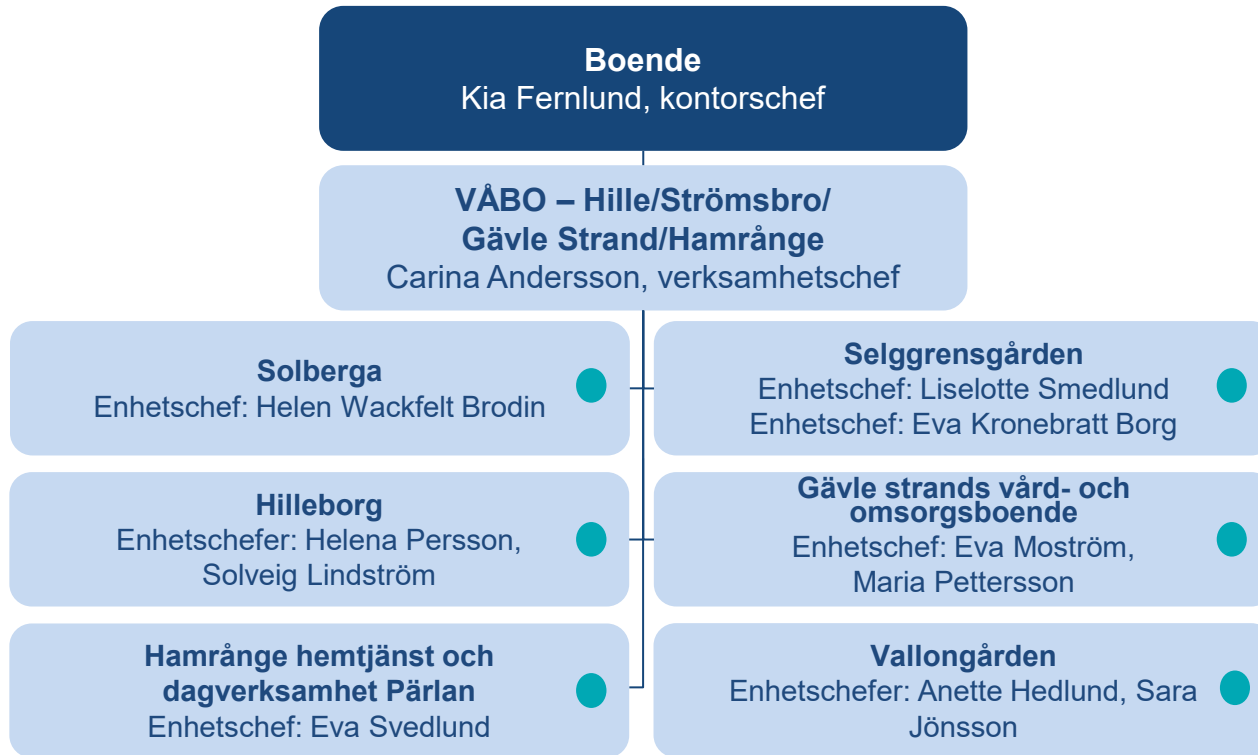 Boende
Kia Fernlund, kontorschef
VÅBO – Hille/Strömsbro/
Gävle Strand/Hamrånge
Carina Andersson, verksamhetschef
Solberga
Enhetschef: Helen Wackfelt Brodin
Selggrensgården
Enhetschef: Liselotte Smedlund
Enhetschef: Eva Kronebratt Borg
Hilleborg
Enhetschefer: Helena Persson,
Solveig Lindström
Gävle strands vård- och
omsorgsboende
Enhetschef: Eva Moström,
Maria Pettersson
Hamrånge hemtjänst och
dagverksamhet Pärlan
Enhetschef: Eva Svedlund
Vallongården
Enhetschefer: Anette Hedlund, Sara
Jönsson